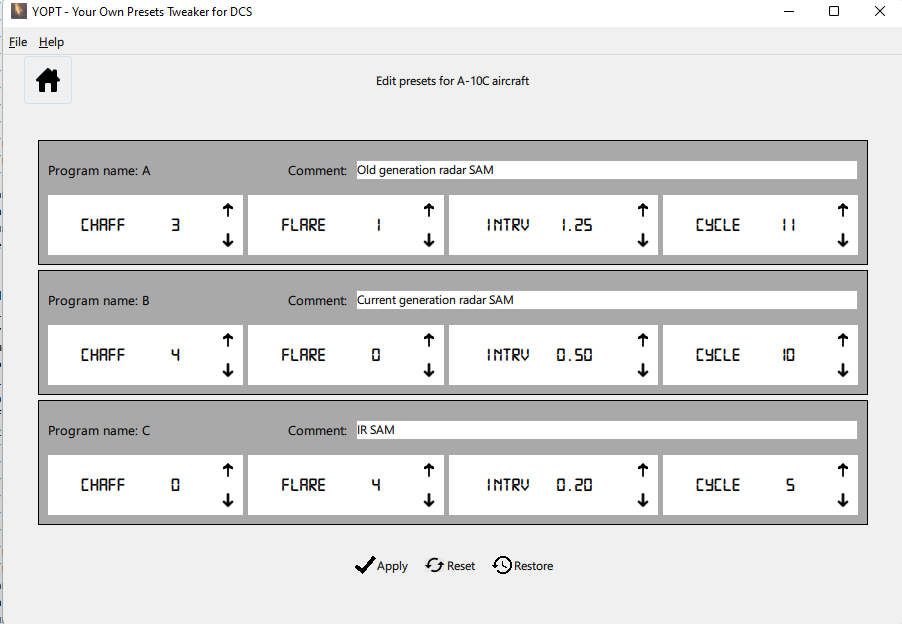 YOPT - Your Own Presets Tweaker for DCS
File Help
Edit presets for A-10C aircraft
Program name: A Comment: Old generation radar SAM
CHAFF 3 FLARE 1 INTRV 1.25 CYCLE 11
Program name: B Comment: Current generation radar SAM
CHAFF 4 FLARE 0 INTRV 0.50 CYCLE 10
Program name: C Comment: IR SAM
CHAFF 0 FLARE 4 INTRV 0.20 CYCLE 5
Apply Reset Restore